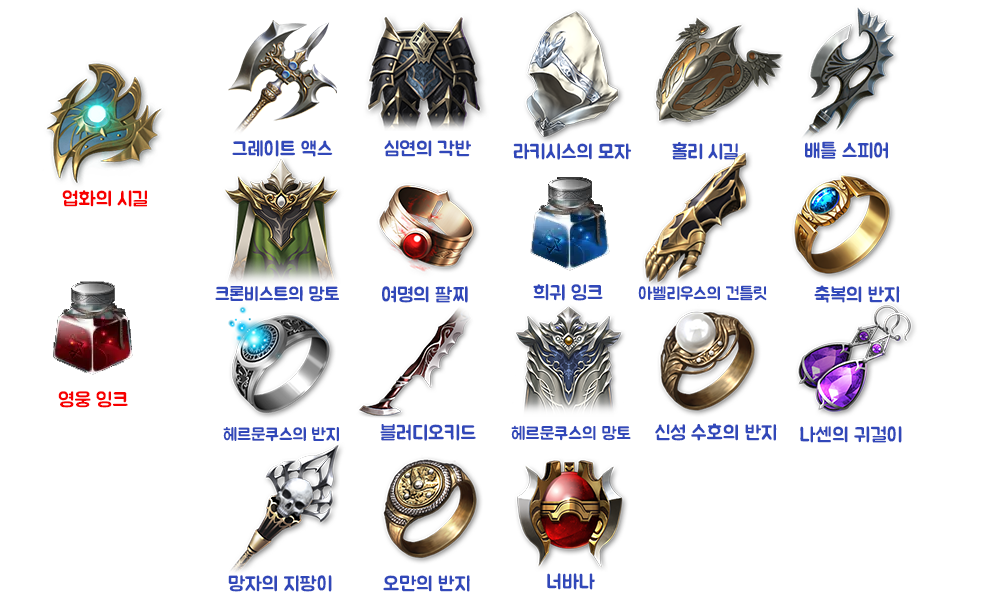 업화의 시길
영웅 잉크
그레이트 액스
심연의 각반
라키시스의 모자
홀리 시길
배틀 스피어
크론비스트의 망토
여명의 팔찌
희귀 잉크
아벨리우스의 건틀릿
축복의 반지
헤르문쿠스의 반지
블러디오키드
헤르문쿠스의 망토
신성 수호의 반지
나센의 귀걸이
망자의 지팡이
오만의 반지
너바나